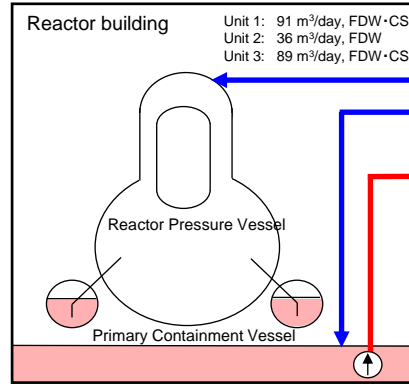 Reactor building
Unit 1: 91 m³/day, FDW・CS
Unit 2: 36 m³/day, FDW
Unit 3: 89 m³/day, FDW・CS
Reactor Pressure Vessel
Primary Containment Vessel